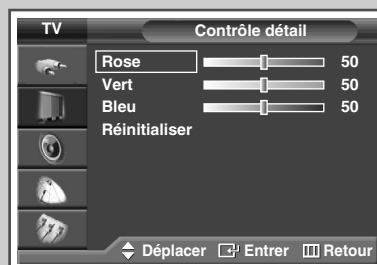 TV Contrôle détail
Rose 50
Vert 50
Bleu 50
Réinitialiser
Déplacer Entrer Retour